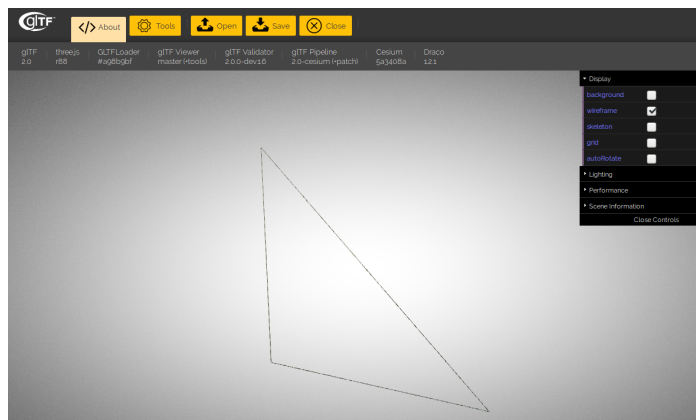 glTF
</> About
Tools
Open
Save
Close
glTF threejs GLTFLoader glTF Viewer glTF Validator glTF Pipeline Cesium Draco
2.0 r88 #a98b9bf master (+tools) 2.0.0-dev.1.6 2.0-cesium (+patch) 5a3408a 1.2.1
Display
background
wireframe
skeleton
grid
autoRotate
Lighting
Performance
Scene Information
Close Controls